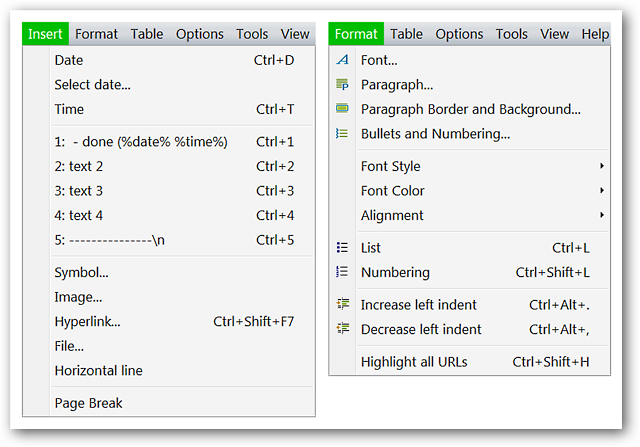 Insert Format Table Options Tools View
Date Ctrl+D
Select date...
Time Ctrl+T
1:  - done (%date% %time%) Ctrl+1
2: text 2 Ctrl+2
3: text 3 Ctrl+3
4: text 4 Ctrl+4
5: ---------------\n Ctrl+5
Symbol...
Image...
Hyperlink... Ctrl+Shift+F7
File...
Horizontal line
Page Break
Format Table Options Tools View Help
Font...
Paragraph...
Paragraph Border and Background...
Bullets and Numbering...
Font Style
Font Color
Alignment
List Ctrl+L
Numbering Ctrl+Shift+L
Increase left indent Ctrl+Alt+.
Decrease left indent Ctrl+Alt+,
Highlight all URLs Ctrl+Shift+H